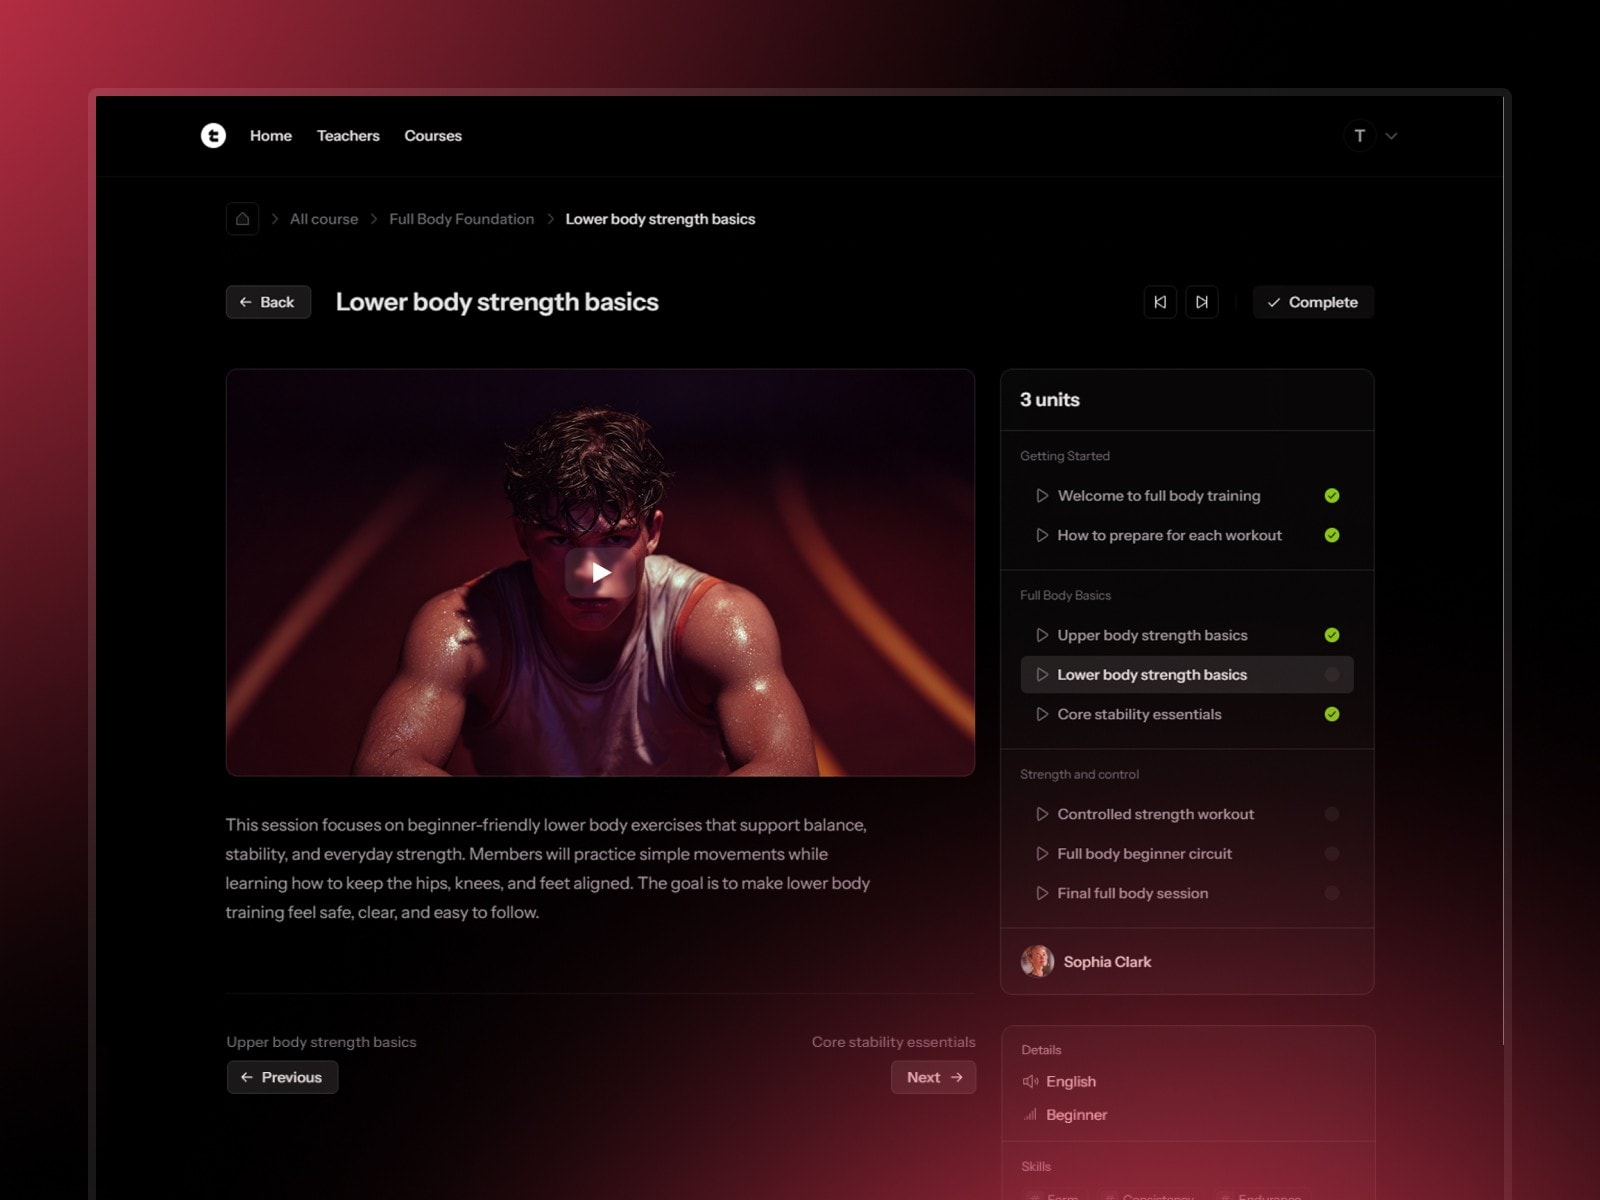 t
Home
Teachers
Courses
T
All course
Full Body Foundation
Lower body strength basics
Back
Lower body strength basics
Complete
This session focuses on beginner-friendly lower body exercises that support balance,
stability, and everyday strength. Members will practice simple movements while
learning how to keep the hips, knees, and feet aligned. The goal is to make lower body
training feel safe, clear, and easy to follow.
Upper body strength basics
Previous
Core stability essentials
Next
3 units
Getting Started
Welcome to full body training
How to prepare for each workout
Full Body Basics
Upper body strength basics
Lower body strength basics
Core stability essentials
Strength and control
Controlled strength workout
Full body beginner circuit
Final full body session
Sophia Clark
Details
English
Beginner
Skills
Form
Consistency
Endurance